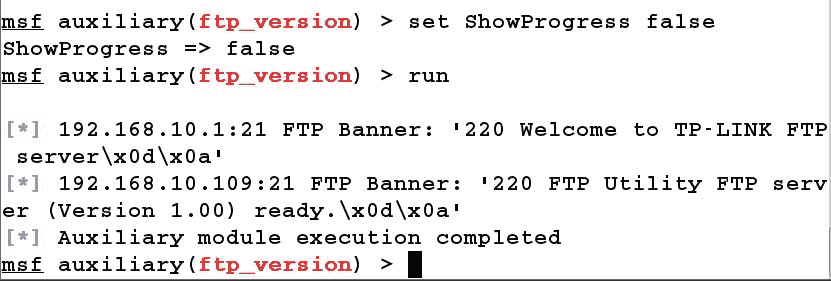 msf auxiliary(ftp_version) > set ShowProgress false
ShowProgress => false
msf auxiliary(ftp_version) > run
[*] 192.168.10.1:21 FTP Banner: '220 Welcome to TP-LINK FTP
 server\x0d\x0a'
[*] 192.168.10.109:21 FTP Banner: '220 FTP Utility FTP serv
er (Version 1.00) ready.\x0d\x0a'
[*] Auxiliary module execution completed
msf auxiliary(ftp_version) >